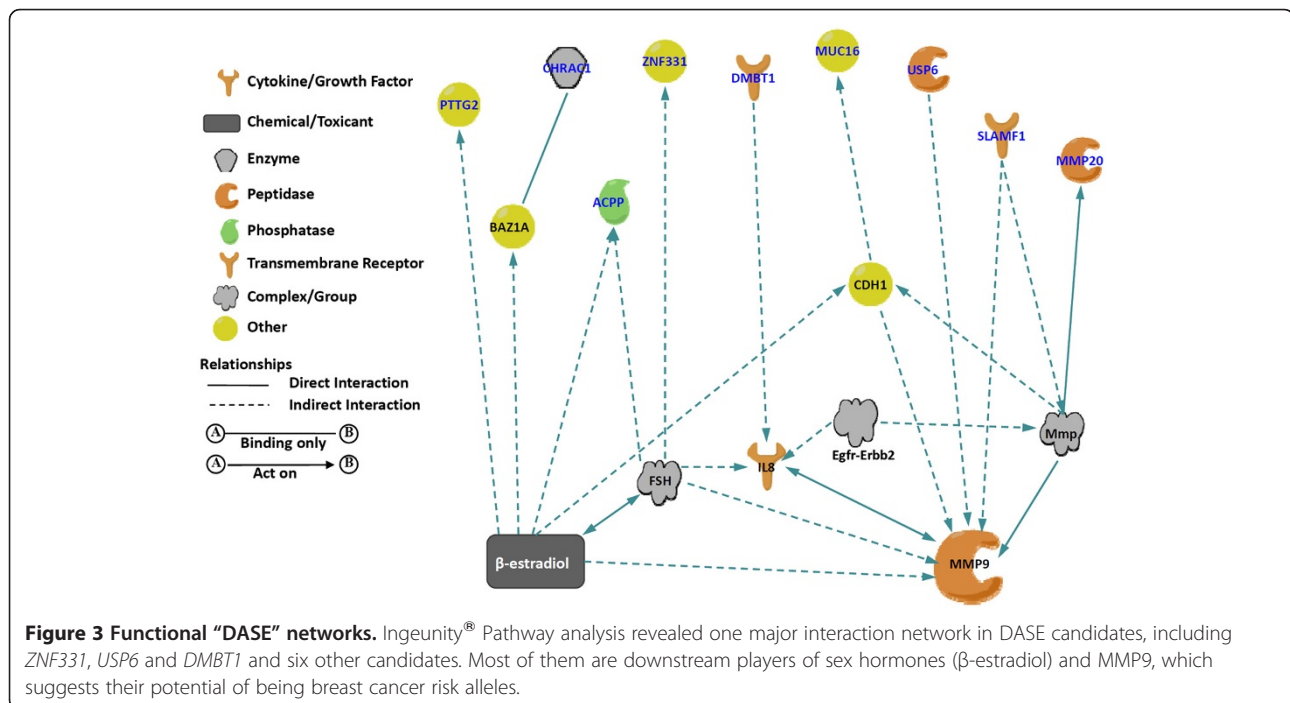 Cytokine/Growth Factor
Chemical/Toxicant
Enzyme
Peptidase
Phosphatase
Transmembrane Receptor
Complex/Group
Other
Relationships
Direct Interaction
Indirect Interaction
A B
Binding only
A B
Act on
PTTG2
CHRAC1
ZNF331
DMBT1
MUC16
USP6
SLAMF1
MMP20
BAZ1A
ACPP
CDH1
FSH
IL8
Egfr-Erbb2
Mmp
β-estradiol
MMP9
Figure 3 Functional “DASE” networks. Ingeunity® Pathway analysis revealed one major interaction network in DASE candidates, including
ZNF331, USP6 and DMBT1 and six other candidates. Most of them are downstream players of sex hormones (β-estradiol) and MMP9, which
suggests their potential of being breast cancer risk alleles.